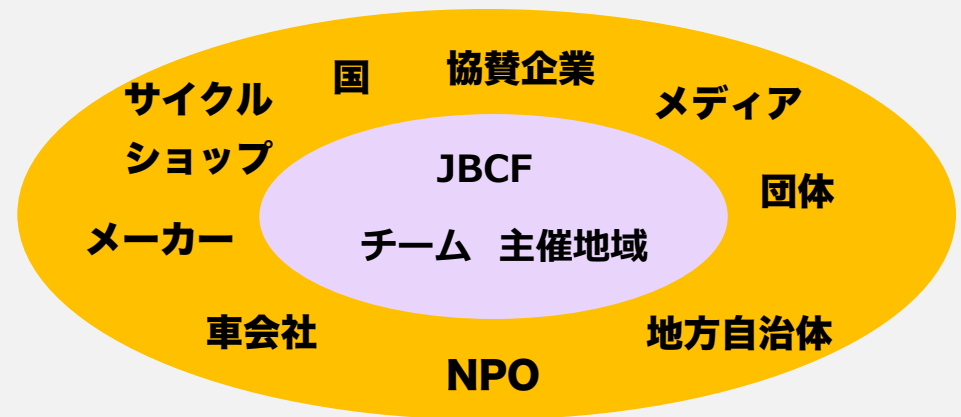 国
協賛企業
サイクル
ショップ
メディア
JBCF
団体
メーカー
チーム 主催地域
車会社
地方自治体
NPO